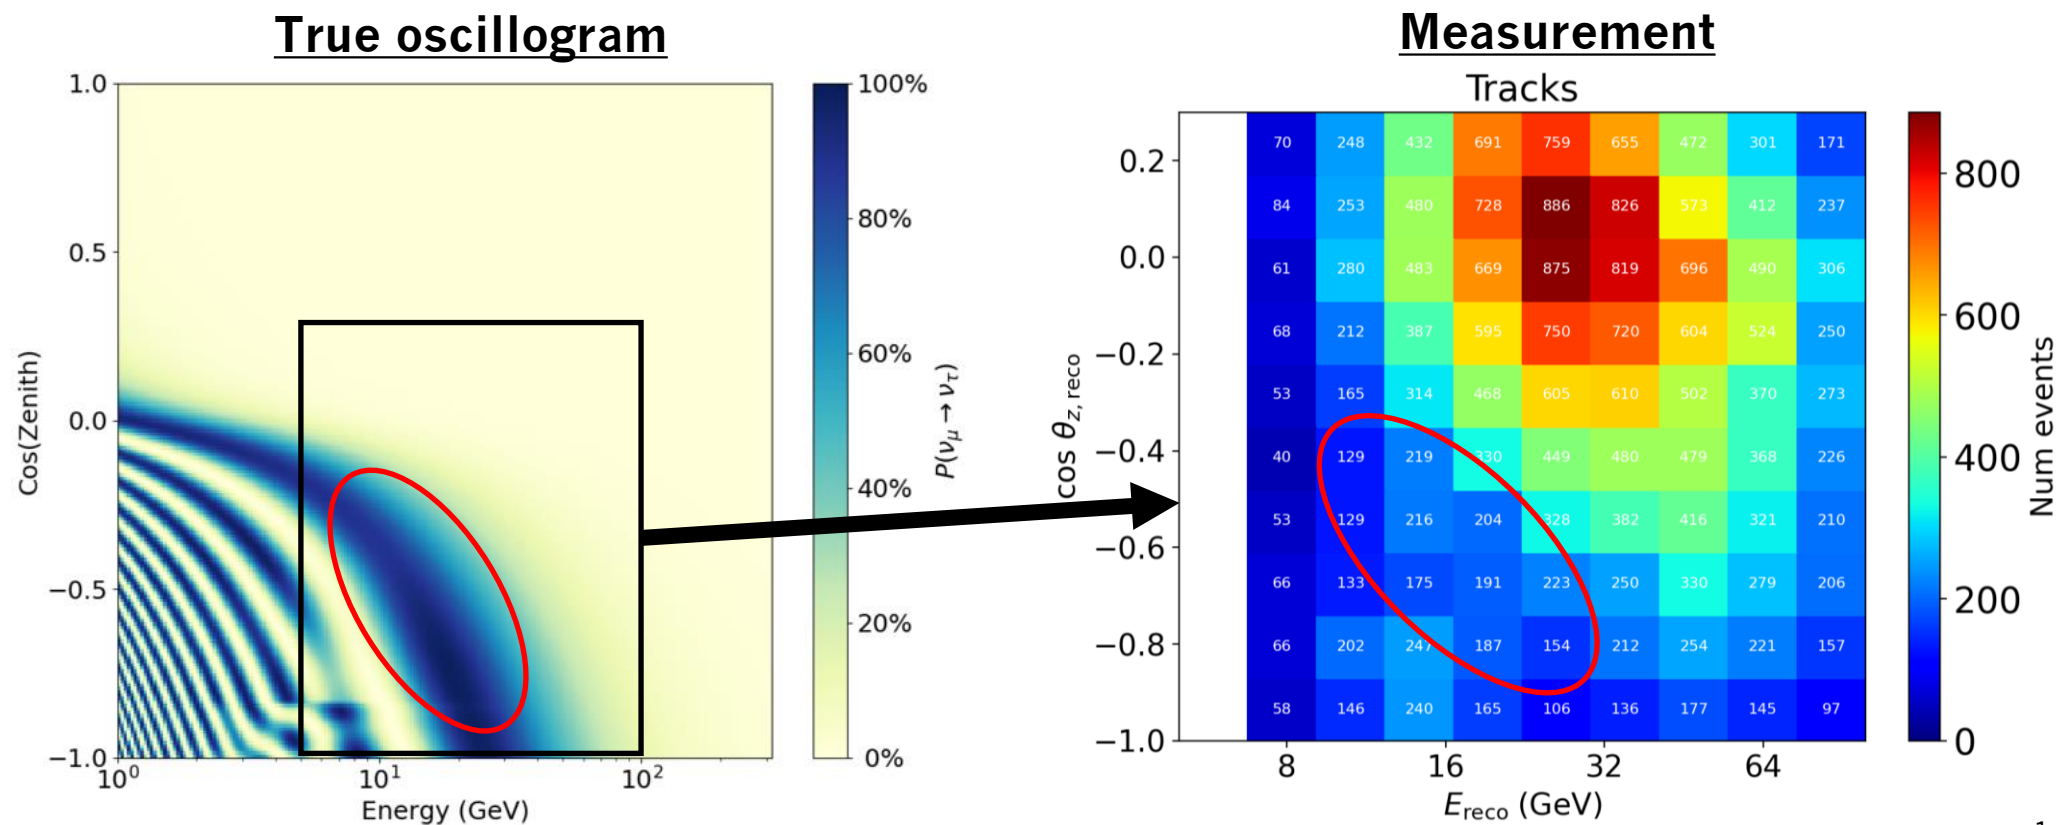 True oscillogram
1.0
0.5
0.0
−0.5
−1.0
Cos(Zenith)
10⁰
10¹
10²
Energy (GeV)
100%
80%
60%
40%
20%
0%
P(νμ → ντ)
Measurement
Tracks
0.2
0.0
−0.2
−0.4
−0.6
−0.8
−1.0
cos θz, reco
70 248 432 691 759 655 472 301 171
84 253 480 728 886 826 573 412 237
61 280 483 669 875 819 696 490 306
68 212 387 595 750 720 604 524 250
53 165 314 468 605 610 502 370 273
40 129 219 330 449 480 479 368 226
53 129 216 204 328 382 416 321 210
66 133 175 191 223 250 330 279 206
66 202 247 187 154 212 254 221 157
58 146 240 165 106 136 177 145 97
8 16 32 64
Ereco (GeV)
800
600
400
200
0
Num events